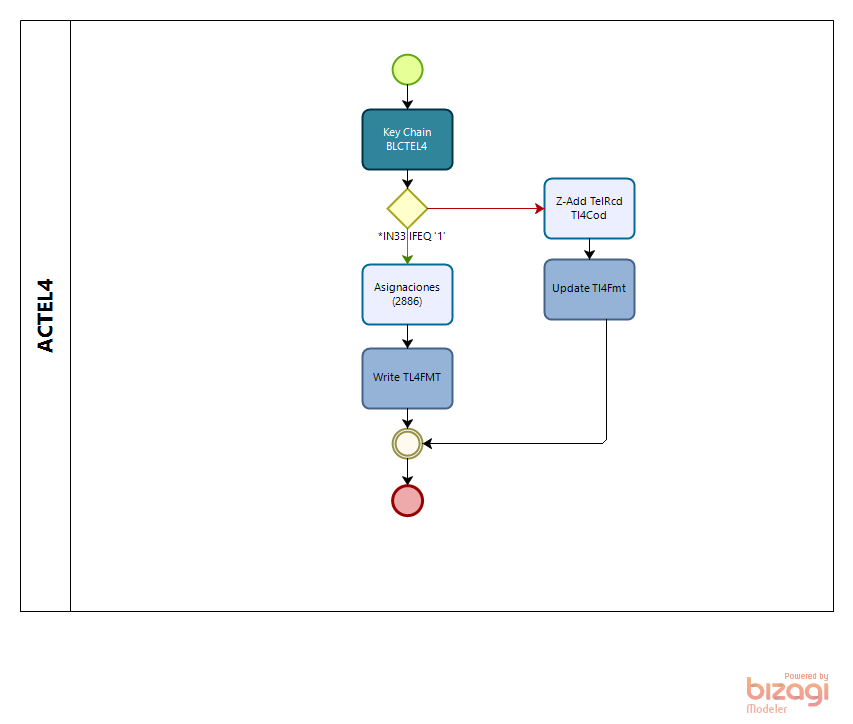 ACTEL4
Key Chain
BLCTEL4
*IN33 IFEQ '1'
Z-Add TelRcd
Tl4Cod
Asignaciones
(2886)
Update Tl4Fmt
Write TL4FMT
Powered by
bizagi
Modeler